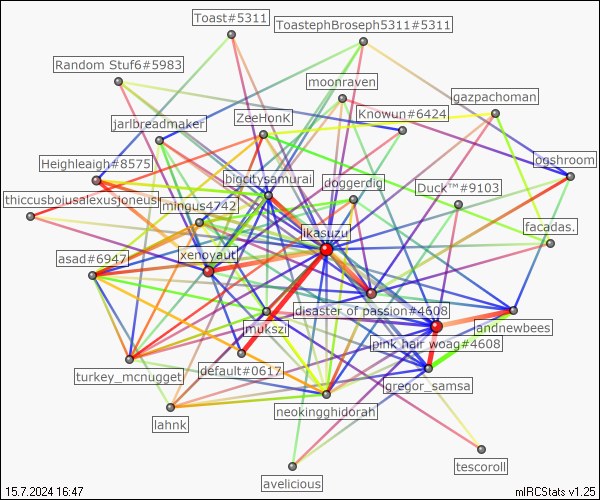 Toast#5311
ToastephBroseph5311#5311
Random Stuf6#5983
moonraven
gazpachoman
jarlbreadmaker
ZeeHonK
Knowun#6424
Heighleaigh#8575
ogshroom
bigcitysamurai
doggerdig
Duck™#9103
thiccusboiusalexusjoneus
mingus4742
facadas.
ikasuzu
asad#6947
xenoyaut
disaster of passion#4608
mukszi
andnewbees
pink hair woag#4608
turkey_mcnugget
default#0617
gregor_samsa
lahnk
neokingghidorah
tescoroll
avelicious
15.7.2024 16:47
mIRCStats v1.25